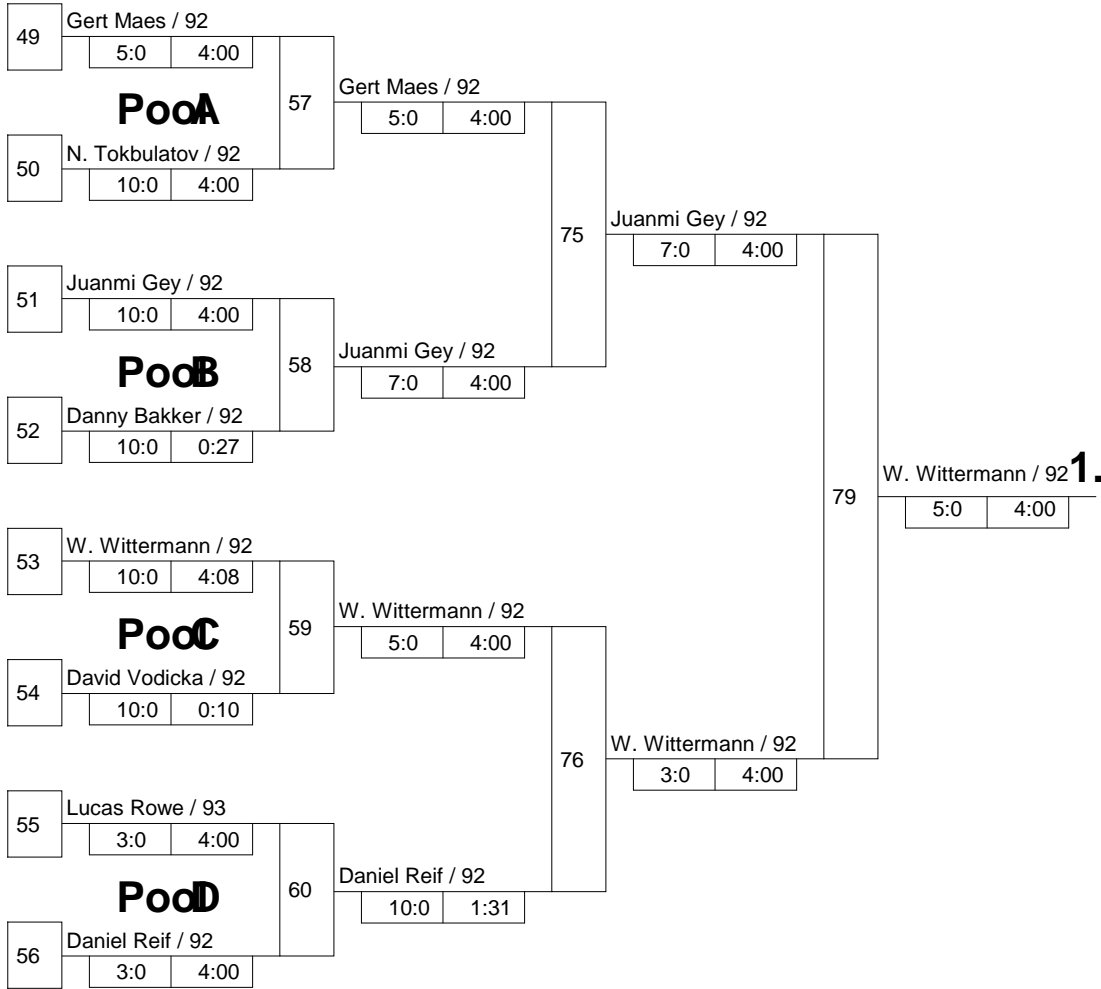 Gert Maes / 92
49
5:0 4:00
Gert Maes / 92
57
5:0 4:00
Pool A
N. Tokbulatov / 92
50
10:0 4:00
Juanmi Gey / 92
75
7:0 4:00
Juanmi Gey / 92
51
10:0 4:00
Juanmi Gey / 92
58
7:0 4:00
Pool B
Danny Bakker / 92
52
10:0 0:27
W. Wittermann / 92 1.
79
5:0 4:00
W. Wittermann / 92
53
10:0 4:08
W. Wittermann / 92
59
5:0 4:00
Pool C
David Vodicka / 92
54
10:0 0:10
W. Wittermann / 92
76
3:0 4:00
Lucas Rowe / 93
55
3:0 4:00
Daniel Reif / 92
60
10:0 1:31
Pool D
Daniel Reif / 92
56
3:0 4:00